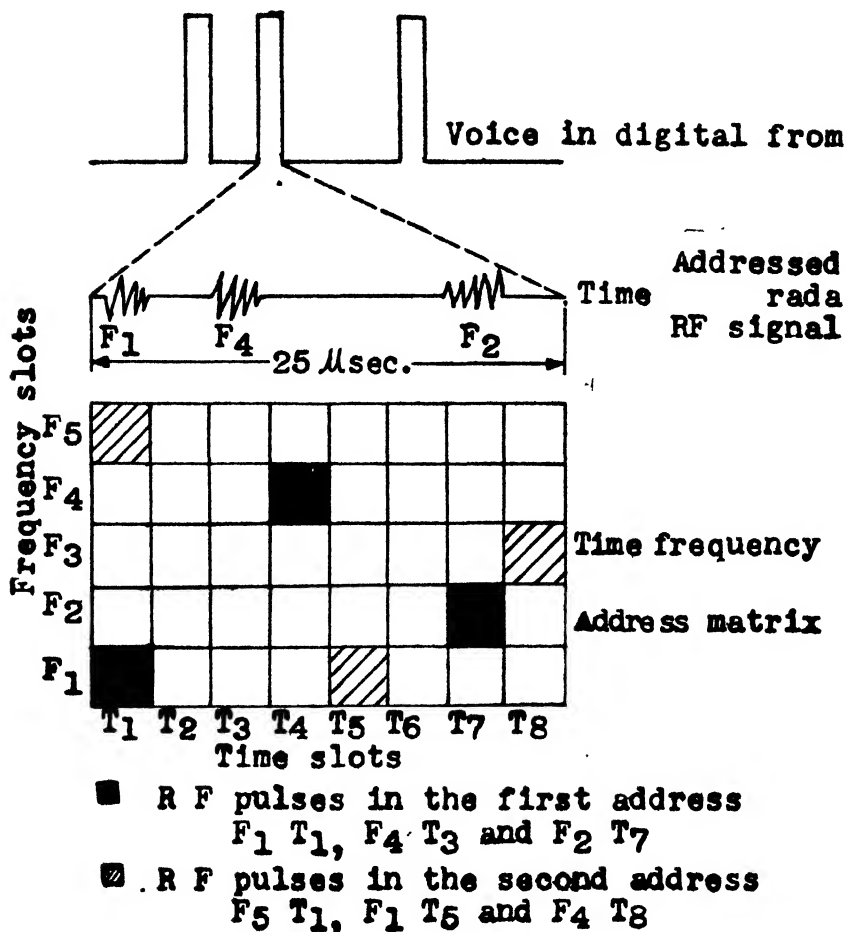 Voice in digital from
Addressed
Time rada
RF signal
F1 F4 F2
25 μsec.
Frequency slots
F5
F4
F3
Time frequency
F2
Address matrix
F1
T1 T2 T3 T4 T5 T6 T7 T8
Time slots
R F pulses in the first address
F1 T1, F4 T3 and F2 T7
R F pulses in the second address
F5 T1, F1 T5 and F4 T8